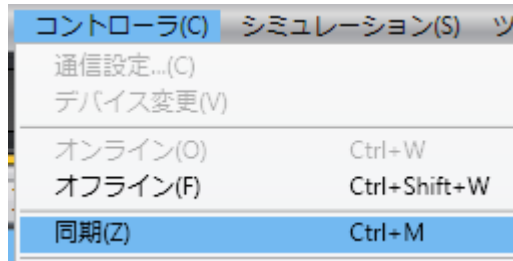 コントローラ(C) シミュレーション(S) ツ
通信設定...(C)
デバイス変更(V)
オンライン(O) Ctrl+W
オフライン(F) Ctrl+Shift+W
同期(Z) Ctrl+M